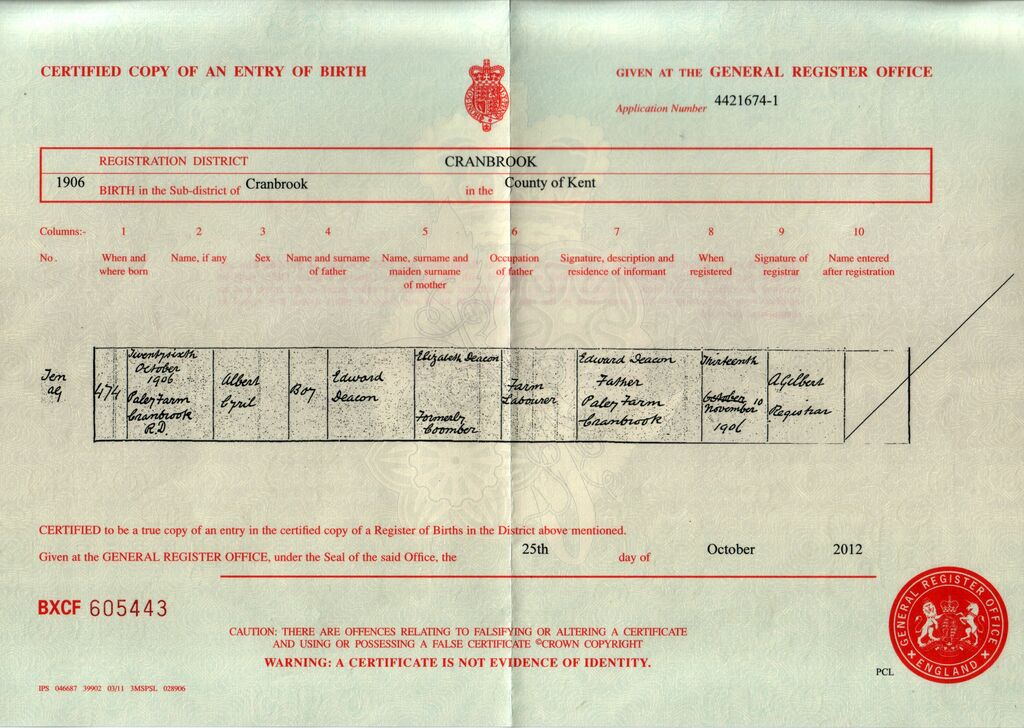 CERTIFIED COPY OF AN ENTRY OF BIRTH
GIVEN AT THE GENERAL REGISTER OFFICE
Application Number 4421674-1
REGISTRATION DISTRICT CRANBROOK
1906 BIRTH in the Sub-district of Cranbrook in the County of Kent
Columns:- 1 2 3 4 5 6 7 8 9 10
No. When and where born
Name, if any
Sex
Name and surname of father
Name, surname and maiden surname of mother
Occupation of father
Signature, description and residence of informant
When registered
Signature of registrar
Name entered after registration
Ten
474
Twentysixth
October
1906
Paley Farm
Cranbrook
R.D.
Albert
Cyril
Boy
Edward
Deacon
Elizabeth Deacon
Formerly
Coomber
Farm
Labourer
Edward Deacon
Father
Paley Farm
Cranbrook
Thirteenth
October 10
November
1906
A Gilbert
Registrar
CERTIFIED to be a true copy of an entry in the certified copy of a Register of Births in the District above mentioned.
Given at the GENERAL REGISTER OFFICE, under the Seal of the said Office, the 25th day of October 2012
BXCF 605443
CAUTION: THERE ARE OFFENCES RELATING TO FALSIFYING OR ALTERING A CERTIFICATE
AND USING OR POSSESSING A FALSE CERTIFICATE ©CROWN COPYRIGHT
WARNING: A CERTIFICATE IS NOT EVIDENCE OF IDENTITY.
GENERAL REGISTER OFFICE
ENGLAND
PCL
IPS 046687 39902 03/11 3MSPSL 028906